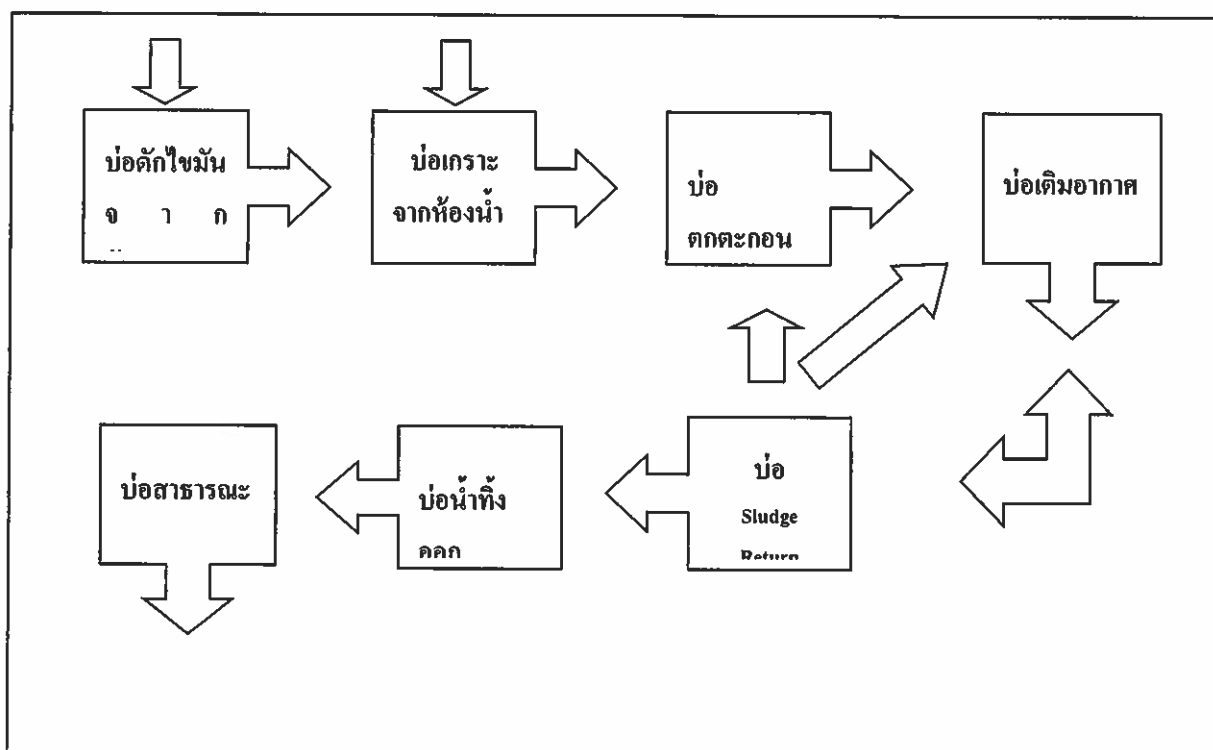 บ่อดักไขมัน
จ า ก
บ่อเกราะ
จากห้องน้ำ
บ่อ
ตกตะกอน
บ่อเติมอากาศ
บ่อสาธารณะ
บ่อน้ำทิ้ง
บ่อ
Sludge
Return